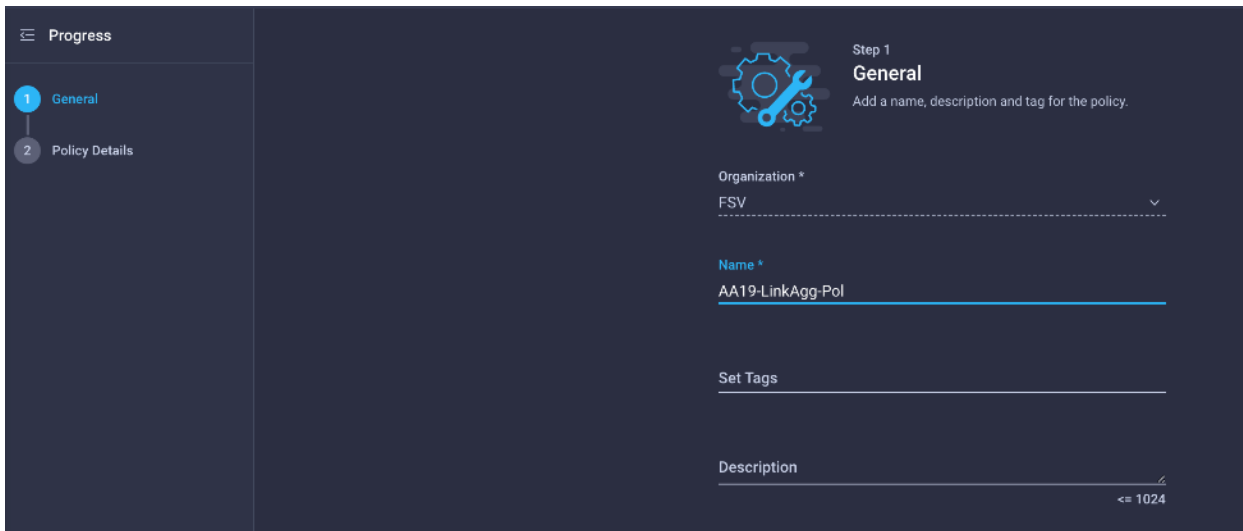 Progress
1 General
2 Policy Details
Step 1
General
Add a name, description and tag for the policy.
Organization *
FSV
Name *
AA19-LinkAgg-Pol
Set Tags
Description
<= 1024